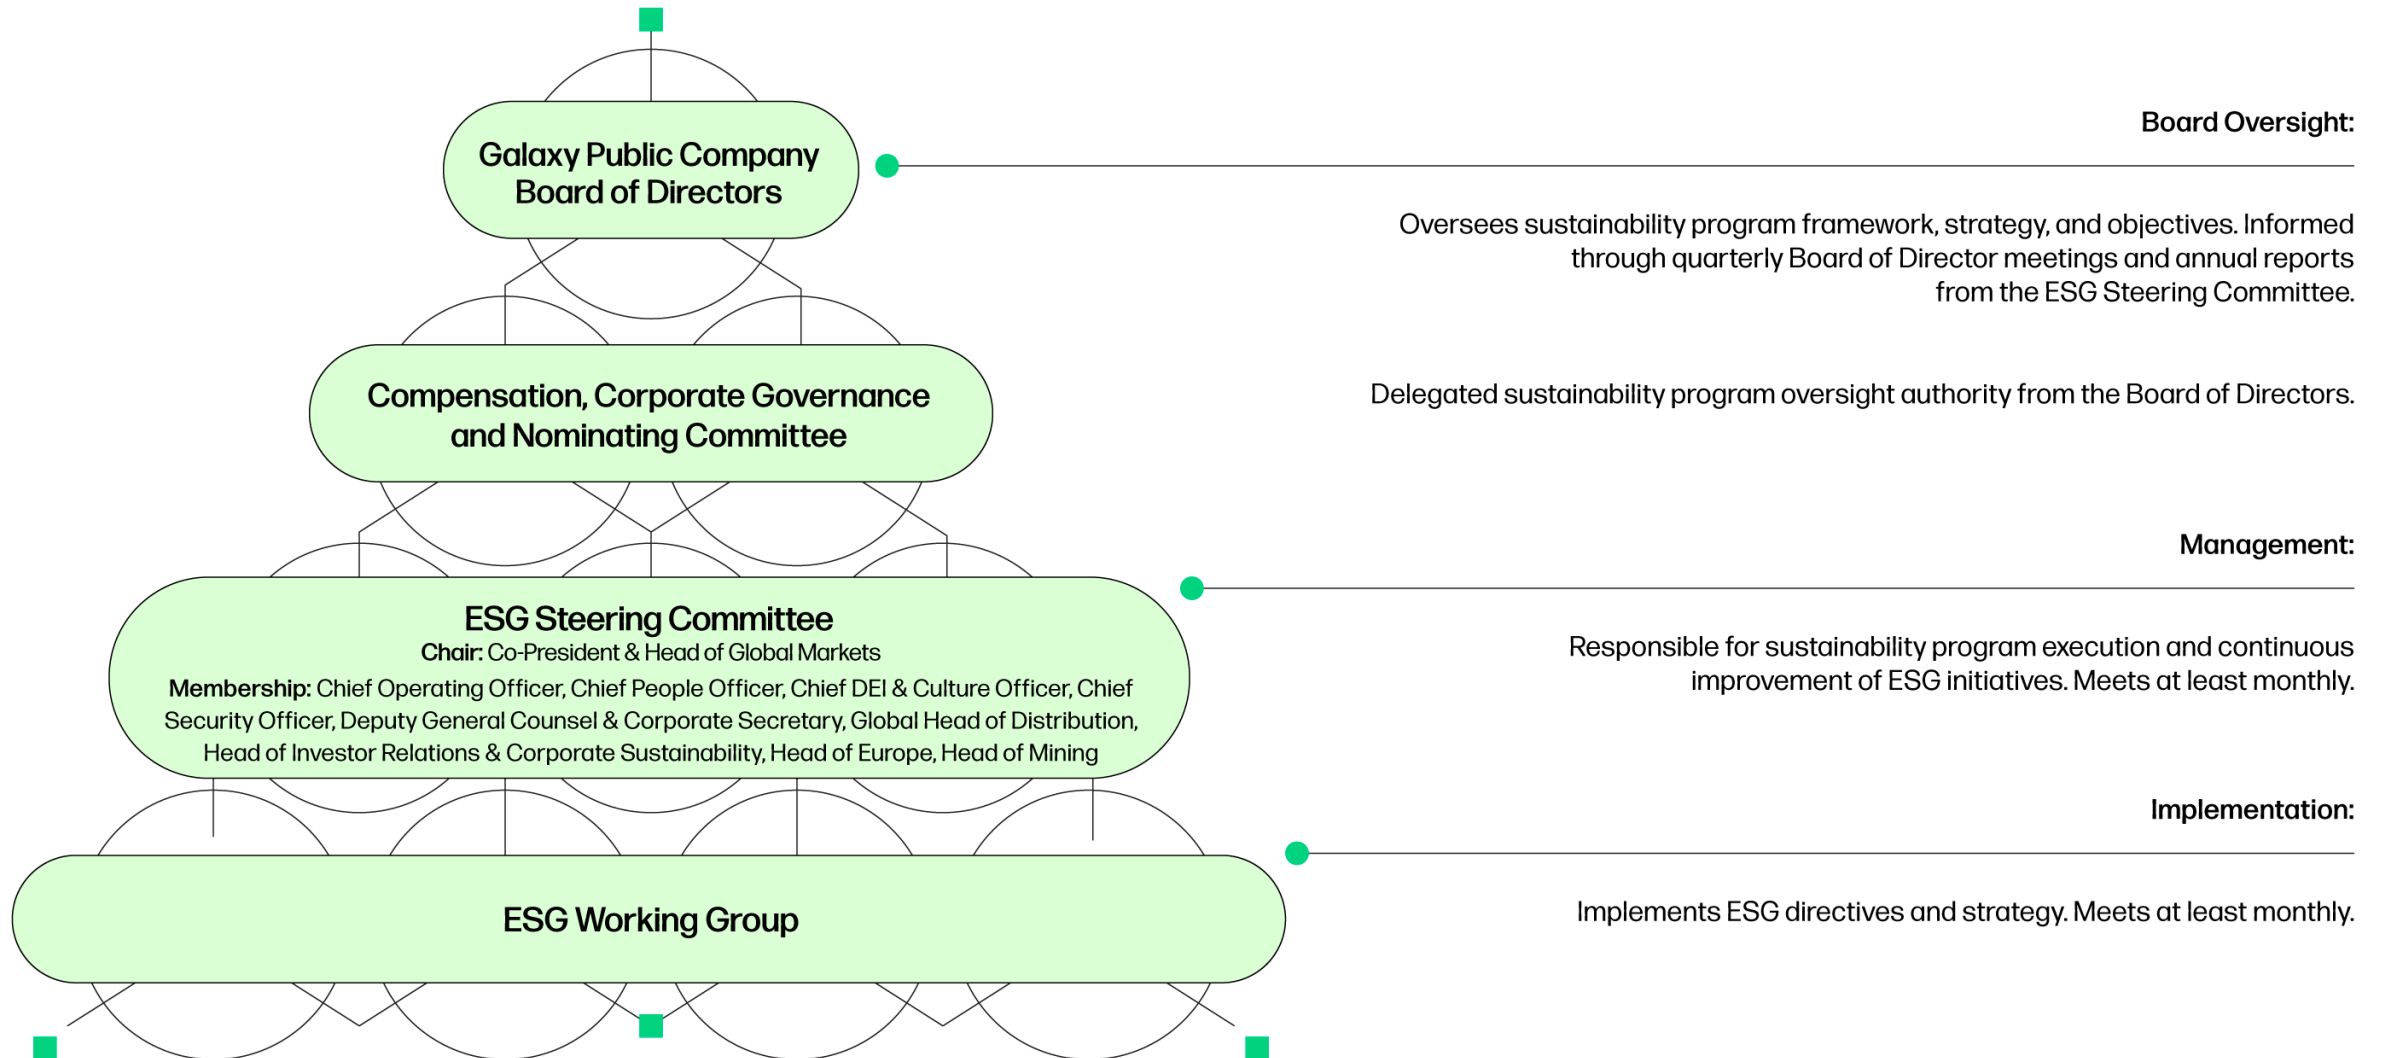 Galaxy Public Company
Board of Directors
Board Oversight:
Oversees sustainability program framework, strategy, and objectives. Informed
through quarterly Board of Director meetings and annual reports
from the ESG Steering Committee.
Compensation, Corporate Governance
and Nominating Committee
Delegated sustainability program oversight authority from the Board of Directors.
ESG Steering Committee
Chair: Co-President & Head of Global Markets
Membership: Chief Operating Officer, Chief People Officer, Chief DEI & Culture Officer, Chief
Security Officer, Deputy General Counsel & Corporate Secretary, Global Head of Distribution,
Head of Investor Relations & Corporate Sustainability, Head of Europe, Head of Mining
Management:
Responsible for sustainability program execution and continuous
improvement of ESG initiatives. Meets at least monthly.
ESG Working Group
Implementation:
Implements ESG directives and strategy. Meets at least monthly.